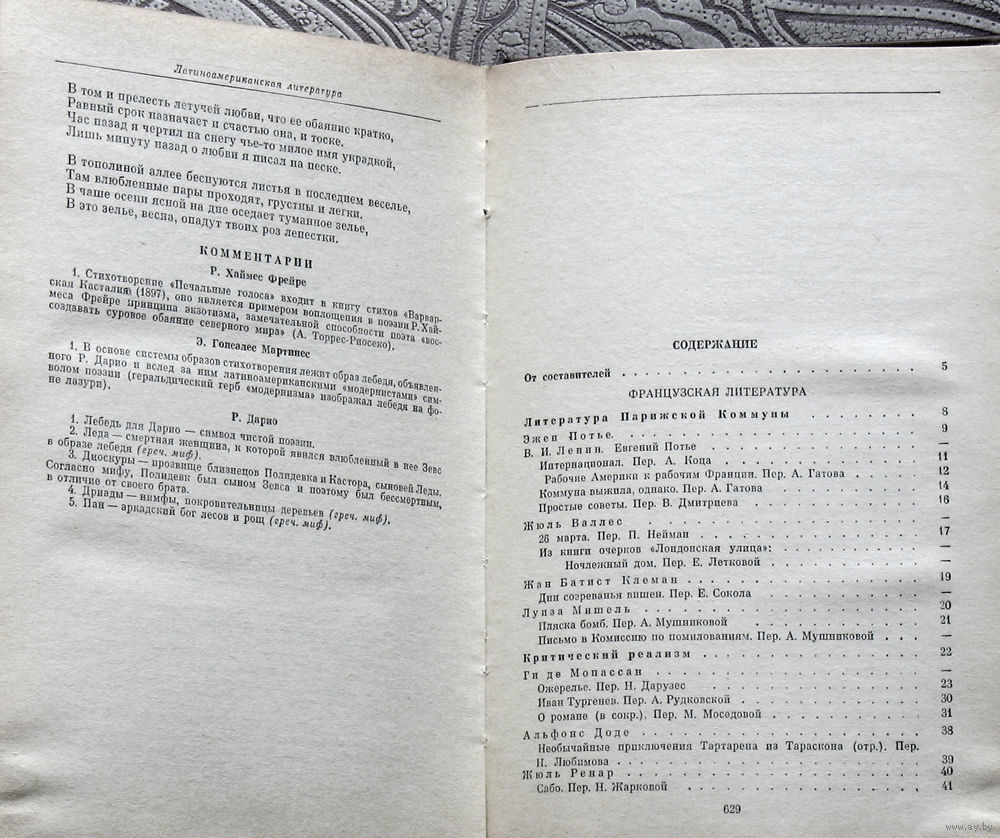 Латиноамериканская литература
В том и прелесть летучей любви, что ее обаяние кратко,
Равный срок назначает и счастью она, и тоске.
Час назад я чертил на снегу чье-то милое имя украдкой,
Лишь минуту назад о любви я писал на песке.
В тополиной аллее беснуются листья в последнем веселье,
Там влюбленные пары проходят, грустны и легки.
В чаше осени ясной на дне оседает туманное зелье,
В это зелье, весна, опадут твоих роз лепестки.
КОММЕНТАРИИ
Р. Хаймес Фрейре
1. Стихотворение «Печальные голоса» входит в книгу стихов «Варвар-
ская Касталия» (1897), оно является примером воплощения в поэзии Р. Хай-
меса Фрейре принципа экзотизма, замечательной способности поэта «вос-
создавать суровое обаяние северного мира» (А. Торрес-Риосеко).
Э. Гонсалес Мартинес
1. В основе системы образов стихотворения лежит образ лебедя, объявлен-
ного Р. Дарио и вслед за ним латиноамериканскими «модернистами» сим-
волом поэзии (геральдический герб «модернизма» изображал лебедя на фо-
не лазури).
Р. Дарио
1. Лебедь для Дарио — символ чистой поэзии.
2. Леда — смертная женщина, к которой явился влюбленный в нее Зевс
в образе лебедя (греч. миф).
3. Диоскуры — прозвище близнецов Полидевка и Кастора, сыновей Леды.
Согласно мифу, Полидевк был сыном Зевса и поэтому был бессмертным,
в отличие от своего брата.
4. Дриады — нимфы, покровительницы деревьев (греч. миф).
5. Пан — аркадский бог лесов и рощ (греч. миф).
СОДЕРЖАНИЕ
От составителей . . . . . . . . . . 5
ФРАНЦУЗСКАЯ ЛИТЕРАТУРА
Литература Парижской Коммуны . . . . . . . 8
Эжен Потье. . . . . . . . . . . 9
В. И. Ленин. Евгений Потье . . . . . . . —
Интернационал. Пер. А. Коца . . . . . . . 11
Рабочие Америки к рабочим Франции. Пер. А. Гатова . . . . 12
Коммуна выжила, однако. Пер. А. Гатова . . . . . . 14
Простые советы. Пер. В. Дмитриева . . . . . . 16
Жюль Валлес . . . . . . . . . . —
26 марта. Пер. П. Нейман . . . . . . . . 17
Из книги очерков «Лондонская улица»: . . . . . . —
Ночлежный дом. Пер. Е. Летковой . . . . . . —
Жан Батист Клеман . . . . . . . . . 19
Дни созреванья вишен. Пер. Е. Сокола . . . . . . —
Луиза Мишель . . . . . . . . . . 20
Пляска бомб. Пер. А. Мушниковой . . . . . . 21
Письмо в Комиссию по помилованиям. Пер. А. Мушниковой . . . —
Критический реализм . . . . . . . . . 22
Ги де Мопассан . . . . . . . . . . —
Ожерелье. Пер. Н. Дарузес . . . . . . . . 23
Иван Тургенев. Пер. А. Рудковской . . . . . . 30
О романе (в сокр.). Пер. М. Моседовой . . . . . . 31
Альфонс Доде . . . . . . . . . . 38
Необычайные приключения Тартарена из Тараскона (отр.). Пер.
Н. Любимова . . . . . . . . . . 39
Жюль Ренар . . . . . . . . . . 40
Сабо. Пер. Н. Жарковой . . . . . . . . 41
629
www.ay.by